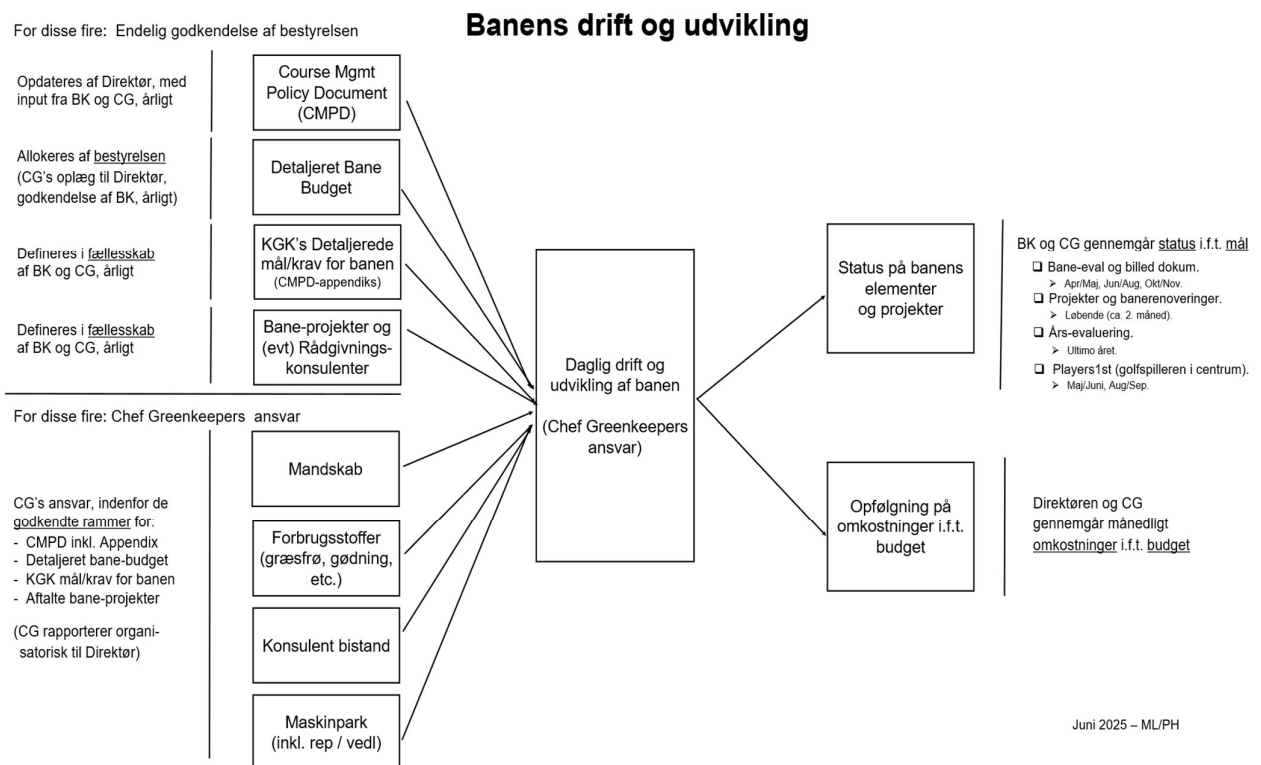 Banens drift og udvikling
For disse fire: Endelig godkendelse af bestyrelsen
Opdateres af Direktør, med
input fra BK og CG, årligt
Course Mgmt
Policy Document
(CMPD)
Allokeres af bestyrelsen
(CG's oplæg til Direktør,
godkendelse af BK, årligt)
Detaljeret Bane
Budget
Defineres i fællesskab
af BK og CG, årligt
KGK's Detaljerede
mål/krav for banen
(CMPD-appendiks)
Defineres i fællesskab
af BK og CG, årligt
Bane-projekter og
(evt) Rådgivnings-
konsulenter
For disse fire: Chef Greenkeepers ansvar
CG's ansvar, indenfor de
godkendte rammer for:
- CMPD inkl. Appendix
- Detaljeret bane-budget
- KGK mål/krav for banen
- Aftalte bane-projekter
(CG rapporterer organi-
satorisk til Direktør)
Mandskab
Forbrugsstoffer
(græsfrø, gødning,
etc.)
Konsulent bistand
Maskinpark
(inkl. rep / vedl)
Daglig drift og
udvikling af banen
(Chef Greenkeepers
ansvar)
Status på banens
elementer
og projekter
BK og CG gennemgår status i.f.t. mål
❑ Bane-eval og billed dokum.
➢ Apr/Maj, Jun/Aug, Okt/Nov.
❑ Projekter og banerenoveringer.
➢ Løbende (ca. 2. måned).
❑ Års-evaluering.
➢ Ultimo året.
❑ Players1st (golfspilleren i centrum).
➢ Maj/Juni, Aug/Sep.
Opfølgning på
omkostninger i.f.t.
budget
Direktøren og CG
gennemgår månedligt
omkostninger i.f.t. budget
Juni 2025 – ML/PH